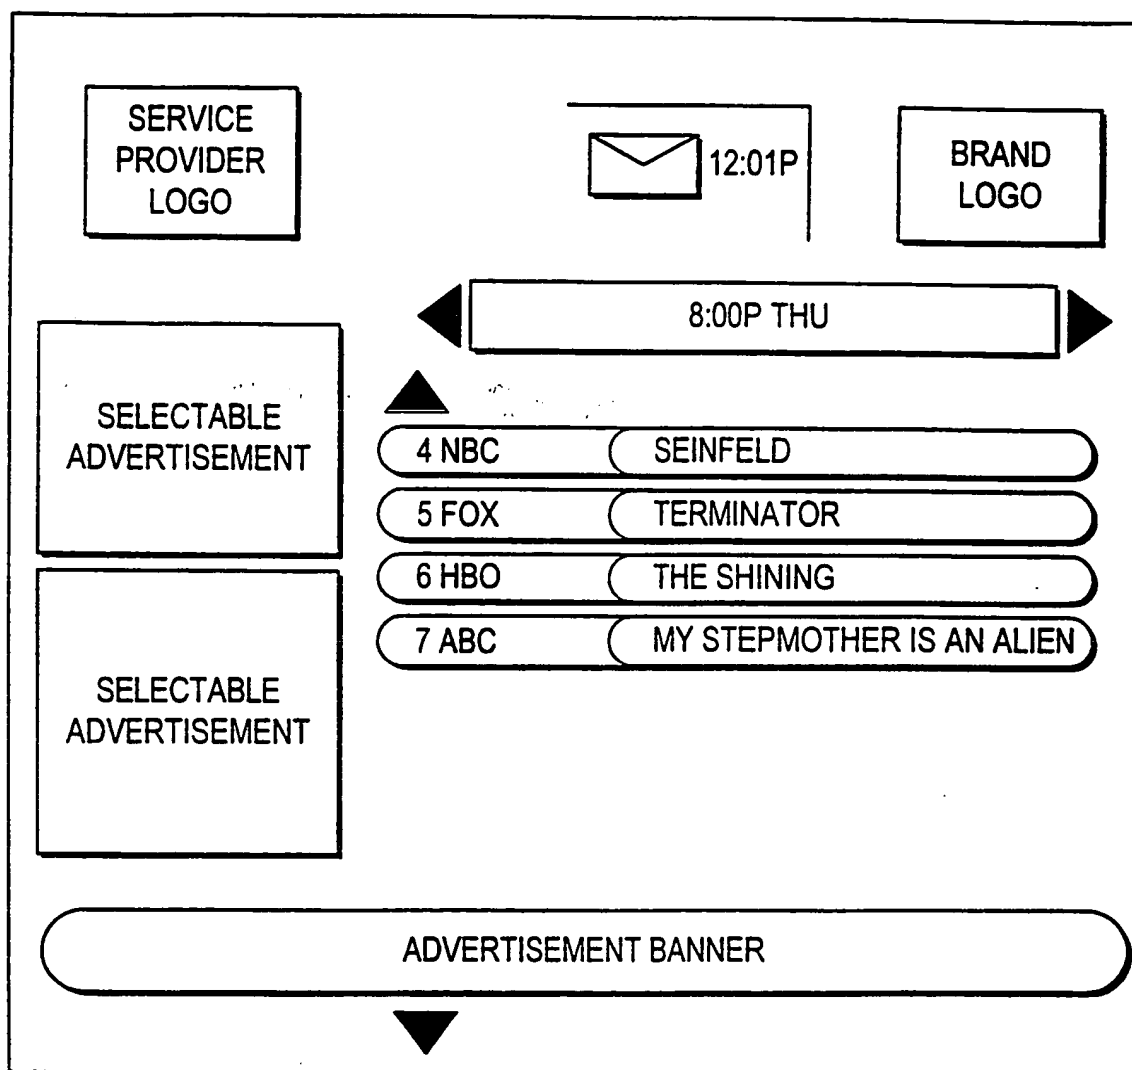 SERVICE
PROVIDER
LOGO
12:01P
BRAND
LOGO
8:00P THU
SELECTABLE
ADVERTISEMENT
4 NBC SEINFELD
5 FOX TERMINATOR
6 HBO THE SHINING
7 ABC MY STEPMOTHER IS AN ALIEN
SELECTABLE
ADVERTISEMENT
ADVERTISEMENT BANNER